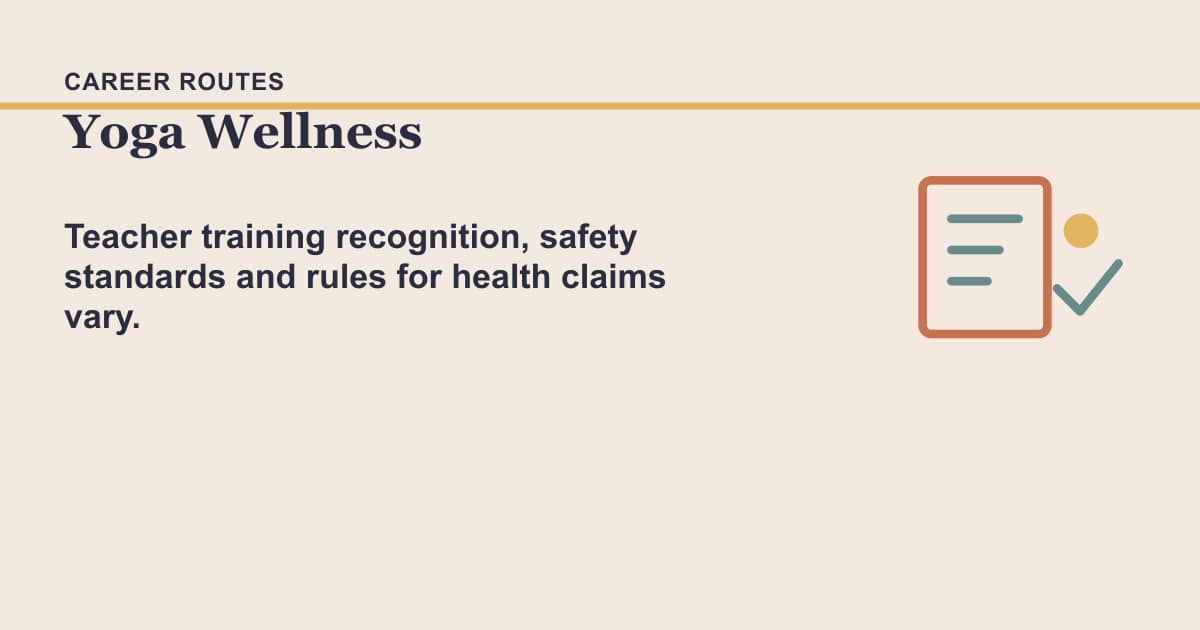 CAREER ROUTES
Yoga Wellness
Teacher training recognition, safety
standards and rules for health claims
vary.